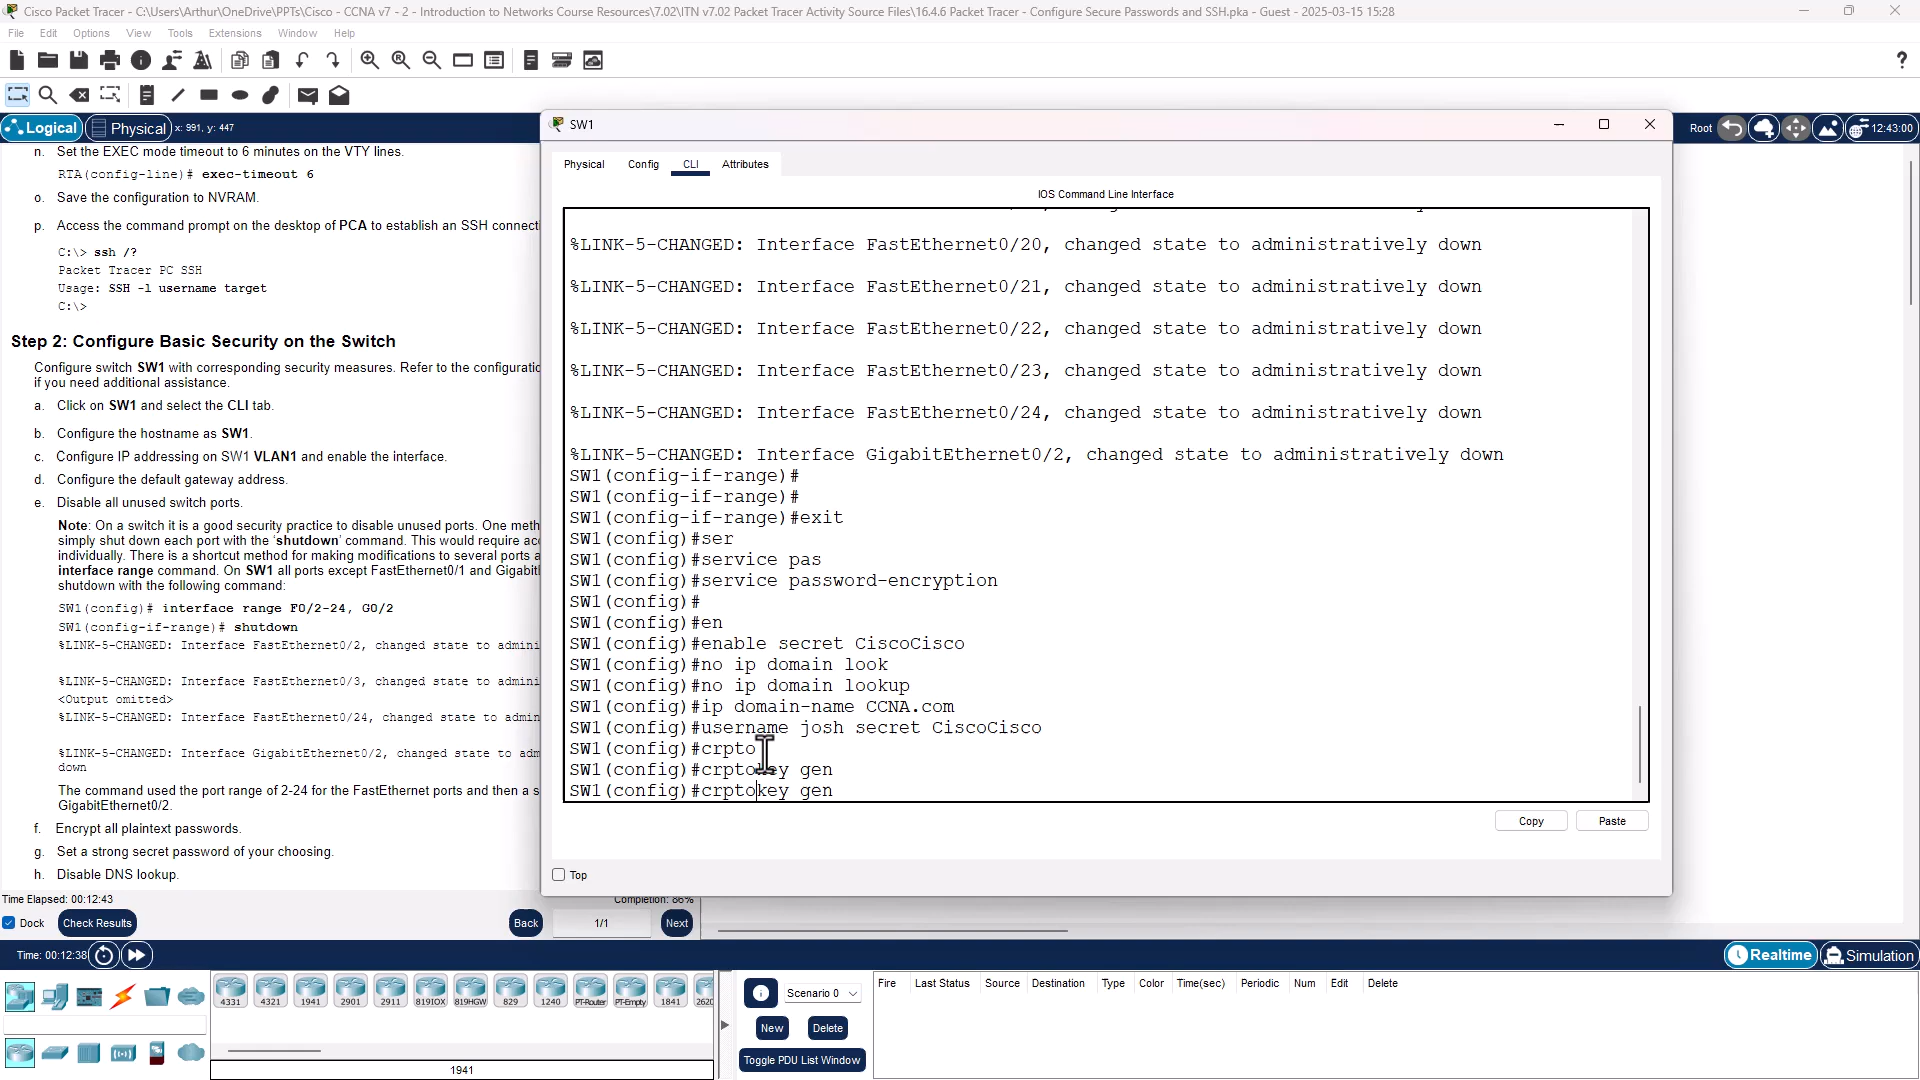 Cisco Packet Tracer - C:\Users\Arthur\OneDrive\PPTs\Cisco - CCNA v7 - 2 - Introduction to Networks Course Resources\7.02\ITN v7.02 Packet Tracer Activity Source Files\16.4.6 Packet Tracer - Configure Secure Passwords and SSH.pka - Guest - 2025-03-15 15:28
File Edit Options View Tools Extensions Window Help
Logical Physical x: 991, y: 447
Root 12:43:00
n. Set the EXEC mode timeout to 6 minutes on the VTY lines.
RTA(config-line)# exec-timeout 6
o. Save the configuration to NVRAM.
p. Access the command prompt on the desktop of PCA to establish an SSH connecti
C:\> ssh /?
Packet Tracer PC SSH
Usage: SSH -l username target
C:\>
Step 2: Configure Basic Security on the Switch
Configure switch SW1 with corresponding security measures. Refer to the configuratio
if you need additional assistance.
a. Click on SW1 and select the CLI tab.
b. Configure the hostname as SW1.
c. Configure IP addressing on SW1 VLAN1 and enable the interface.
d. Configure the default gateway address.
e. Disable all unused switch ports.
Note: On a switch it is a good security practice to disable unused ports. One meth
simply shut down each port with the 'shutdown' command. This would require acc
individually. There is a shortcut method for making modifications to several ports a
interface range command. On SW1 all ports except FastEthernet0/1 and Gigabit
shutdown with the following command:
SW1(config)# interface range F0/2-24, G0/2
SW1(config-if-range)# shutdown
%LINK-5-CHANGED: Interface FastEthernet0/2, changed state to admini
%LINK-5-CHANGED: Interface FastEthernet0/3, changed state to admini
<Output omitted>
%LINK-5-CHANGED: Interface FastEthernet0/24, changed state to admin
%LINK-5-CHANGED: Interface GigabitEthernet0/2, changed state to adm
down
The command used the port range of 2-24 for the FastEthernet ports and then a s
GigabitEthernet0/2.
f. Encrypt all plaintext passwords.
g. Set a strong secret password of your choosing.
h. Disable DNS lookup.
Time Elapsed: 00:12:43
Completion: 86%
Dock Check Results Back 1/1 Next
SW1
Physical Config CLI Attributes
IOS Command Line Interface
%LINK-5-CHANGED: Interface FastEthernet0/20, changed state to administratively down
%LINK-5-CHANGED: Interface FastEthernet0/21, changed state to administratively down
%LINK-5-CHANGED: Interface FastEthernet0/22, changed state to administratively down
%LINK-5-CHANGED: Interface FastEthernet0/23, changed state to administratively down
%LINK-5-CHANGED: Interface FastEthernet0/24, changed state to administratively down
%LINK-5-CHANGED: Interface GigabitEthernet0/2, changed state to administratively down
SW1(config-if-range)#
SW1(config-if-range)#
SW1(config-if-range)#exit
SW1(config)#ser
SW1(config)#service pas
SW1(config)#service password-encryption
SW1(config)#
SW1(config)#en
SW1(config)#enable secret CiscoCisco
SW1(config)#no ip domain look
SW1(config)#no ip domain lookup
SW1(config)#ip domain-name CCNA.com
SW1(config)#username josh secret CiscoCisco
SW1(config)#crpto
SW1(config)#crptokey gen
SW1(config)#crptokey gen
Copy Paste
Top
Time: 00:12:38
Realtime Simulation
4331 4321 1941 2901 2911 819IOX 819HGW 829 1240 PT-Router PT-Empty 1841 2620
1941
Scenario 0
New Delete
Toggle PDU List Window
Fire Last Status Source Destination Type Color Time(sec) Periodic Num Edit Delete